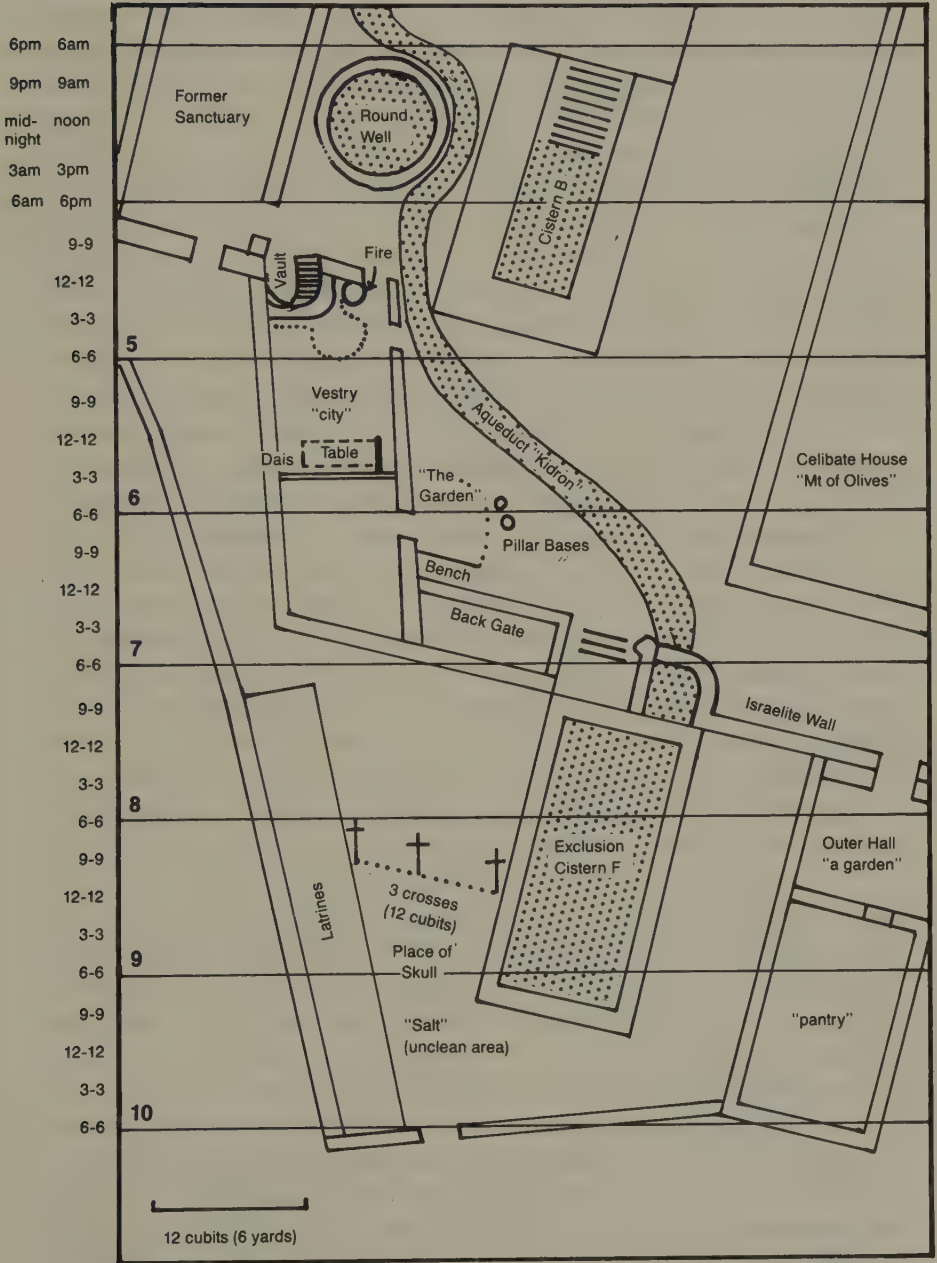 6pm 6am
9pm 9am
mid-
night noon
3am 3pm
6am 6pm
9-9
12-12
3-3
5
6-6
9-9
12-12
3-3
6
6-6
9-9
12-12
3-3
7
6-6
9-9
12-12
3-3
8
6-6
9-9
12-12
3-3
9
6-6
9-9
12-12
3-3
10
6-6
Former
Sanctuary
Round
Well
Cistern B
Vault
Fire
Vestry
"city"
Dais
Table
Aqueduct "Kidron"
"The
Garden"
Pillar Bases
Bench
Back Gate
Celibate House
"Mt of Olives"
Israelite Wall
Exclusion
Cistern F
Outer Hall
"a garden"
Latrines
3 crosses
(12 cubits)
Place of
Skull
"Salt"
(unclean area)
"pantry"
12 cubits (6 yards)